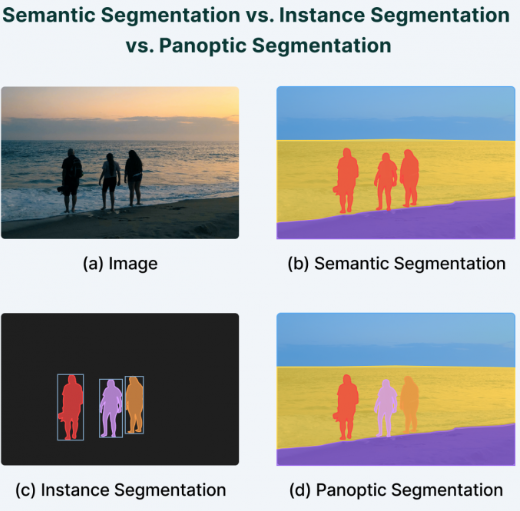 Semantic Segmentation vs. Instance Segmentation
vs. Panoptic Segmentation
(a) Image
(b) Semantic Segmentation
(c) Instance Segmentation
(d) Panoptic Segmentation